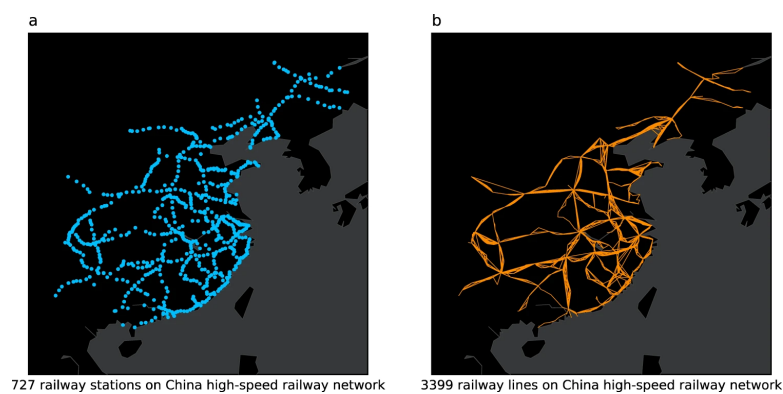 a
b
727 railway stations on China high-speed railway network
3399 railway lines on China high-speed railway network